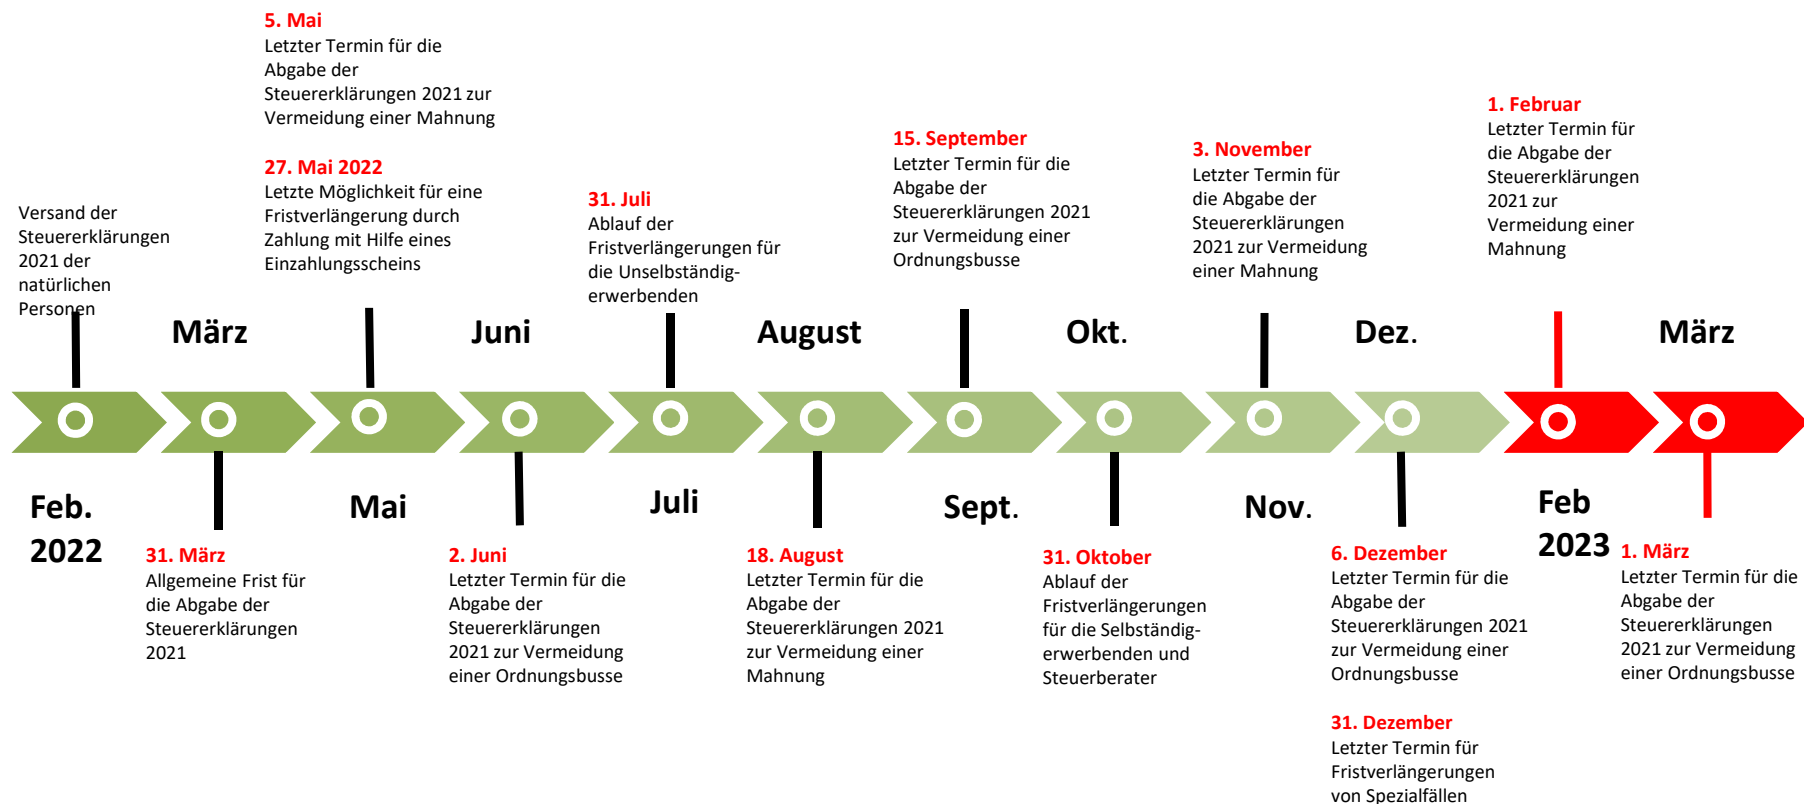 5. Mai
Letzter Termin für die
Abgabe der
Steuererklärungen 2021 zur
Vermeidung einer Mahnung
27. Mai 2022
Letzte Möglichkeit für eine
Fristverlängerung durch
Zahlung mit Hilfe eines
Einzahlungsscheins
Versand der
Steuererklärungen
2021 der
natürlichen
Personen
31. Juli
Ablauf der
Fristverlängerungen für
die Unselbständig-
erwerbenden
15. September
Letzter Termin für die
Abgabe der
Steuererklärungen 2021
zur Vermeidung einer
Ordnungsbusse
3. November
Letzter Termin für
die Abgabe der
Steuererklärungen
2021 zur Vermeidung
einer Mahnung
1. Februar
Letzter Termin für
die Abgabe der
Steuererklärungen
2021 zur
Vermeidung einer
Mahnung
März
Juni
August
Okt.
Dez.
März
Feb.
2022
Mai
Juli
Sept.
Nov.
Feb
2023
31. März
Allgemeine Frist für
die Abgabe der
Steuererklärungen
2021
2. Juni
Letzter Termin für die
Abgabe der
Steuererklärungen
2021 zur Vermeidung
einer Ordnungsbusse
18. August
Letzter Termin für die
Abgabe der
Steuererklärungen 2021
zur Vermeidung einer
Mahnung
31. Oktober
Ablauf der
Fristverlängerungen
für die Selbständig-
erwerbenden und
Steuerberater
6. Dezember
Letzter Termin für die
Abgabe der
Steuererklärungen 2021
zur Vermeidung einer
Ordnungsbusse
31. Dezember
Letzter Termin für
Fristverlängerungen
von Spezialfällen
1. März
Letzter Termin für die
Abgabe der
Steuererklärungen
2021 zur Vermeidung
einer Ordnungsbusse